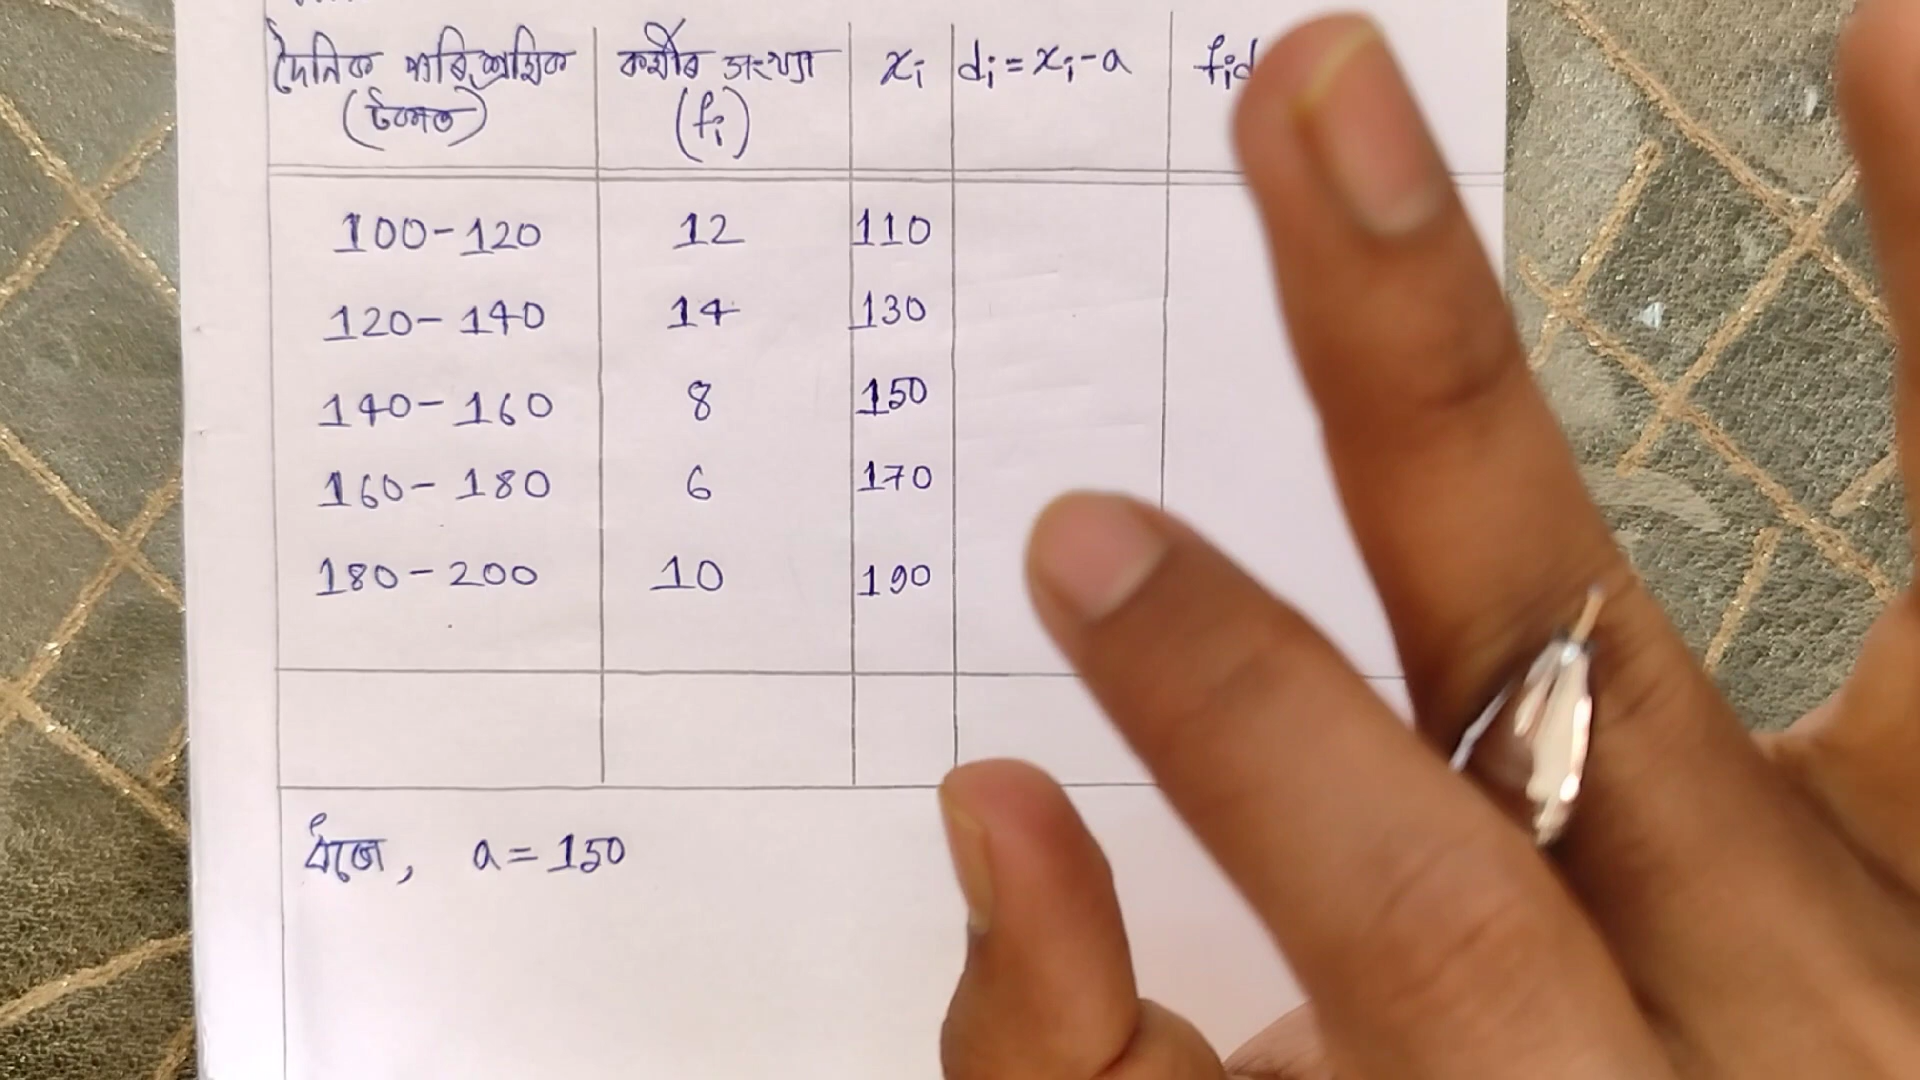 দৈনিক পাৰিশ্ৰমিক (টকাত) কৰ্মীৰ সংখ্যা (fᵢ) xᵢ dᵢ = xᵢ - a fᵢd
100-120 12 110
120-140 14 130
140-160 8 150
160-180 6 170
180-200 10 190
ধৰাহ'ল, a = 150